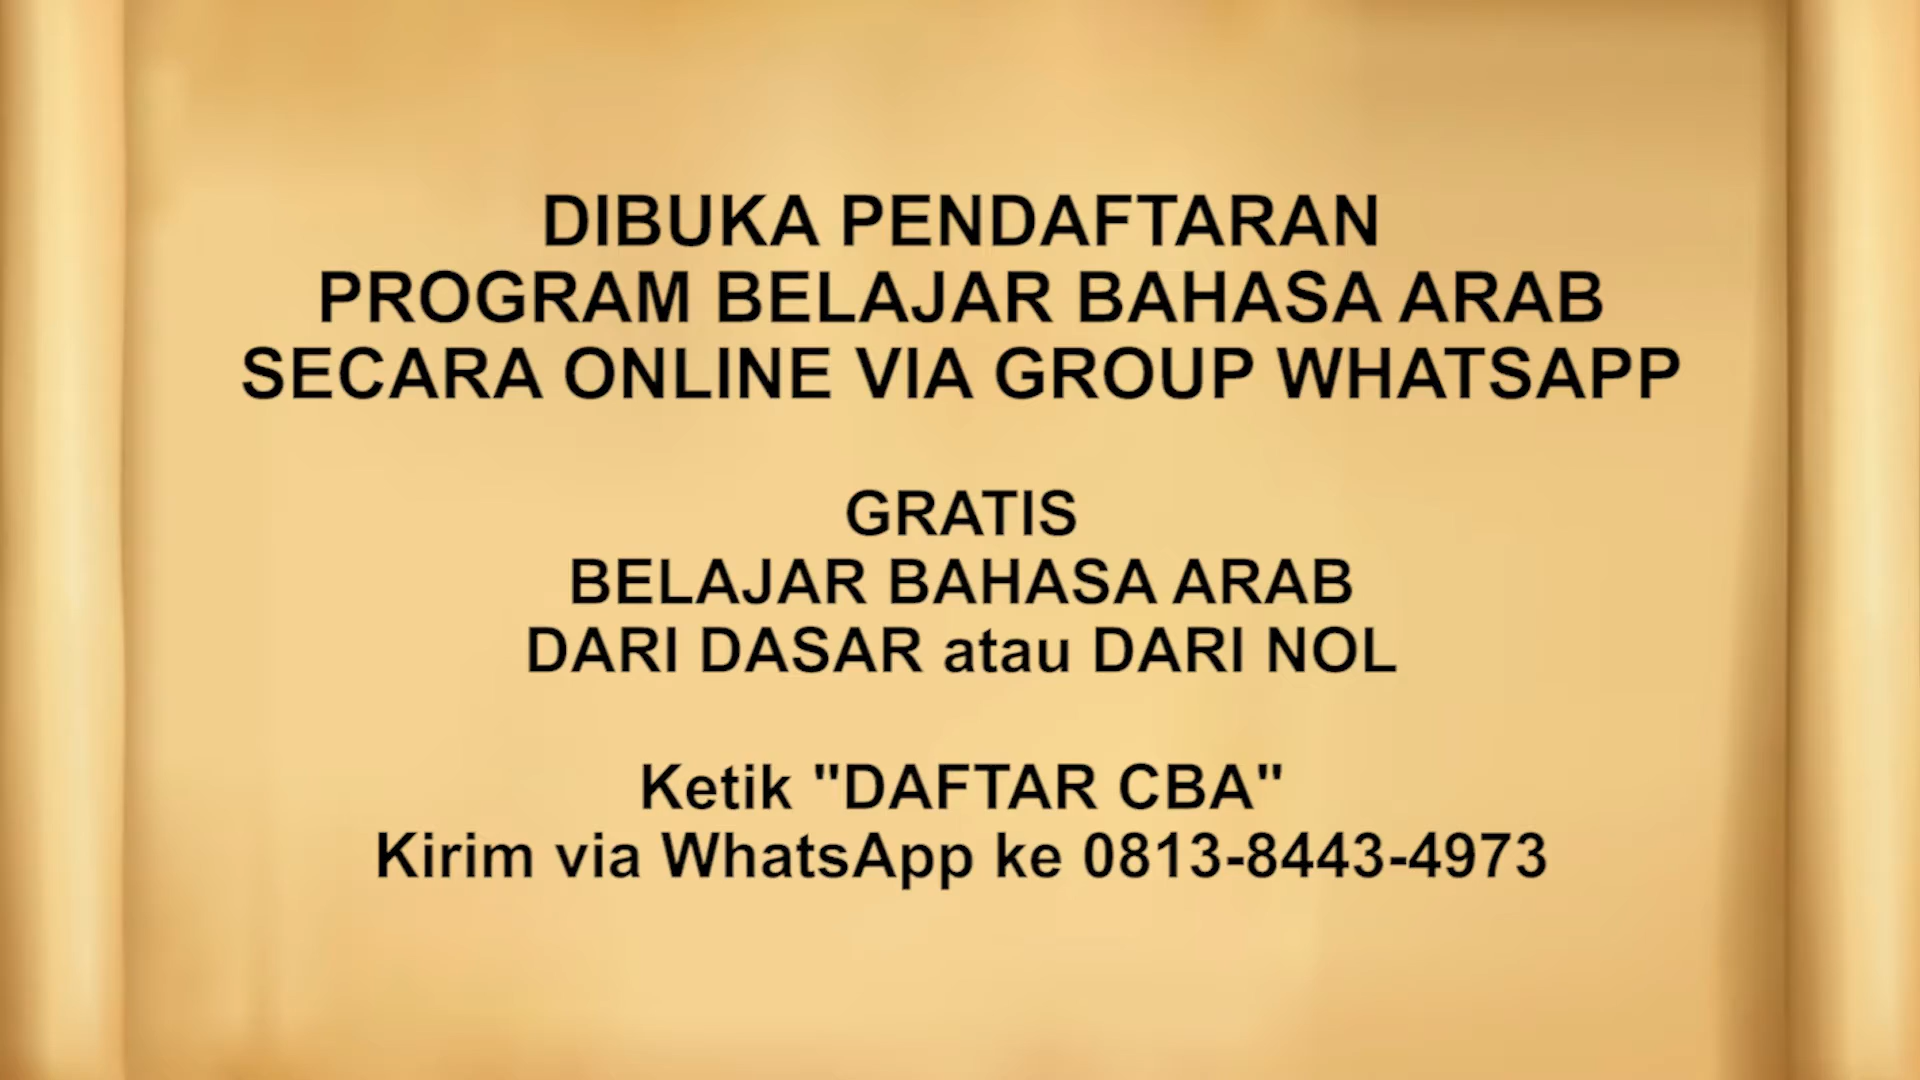 DIBUKA PENDAFTARAN
PROGRAM BELAJAR BAHASA ARAB
SECARA ONLINE VIA GROUP WHATSAPP
GRATIS
BELAJAR BAHASA ARAB
DARI DASAR atau DARI NOL
Ketik "DAFTAR CBA"
Kirim via WhatsApp ke 0813-8443-4973